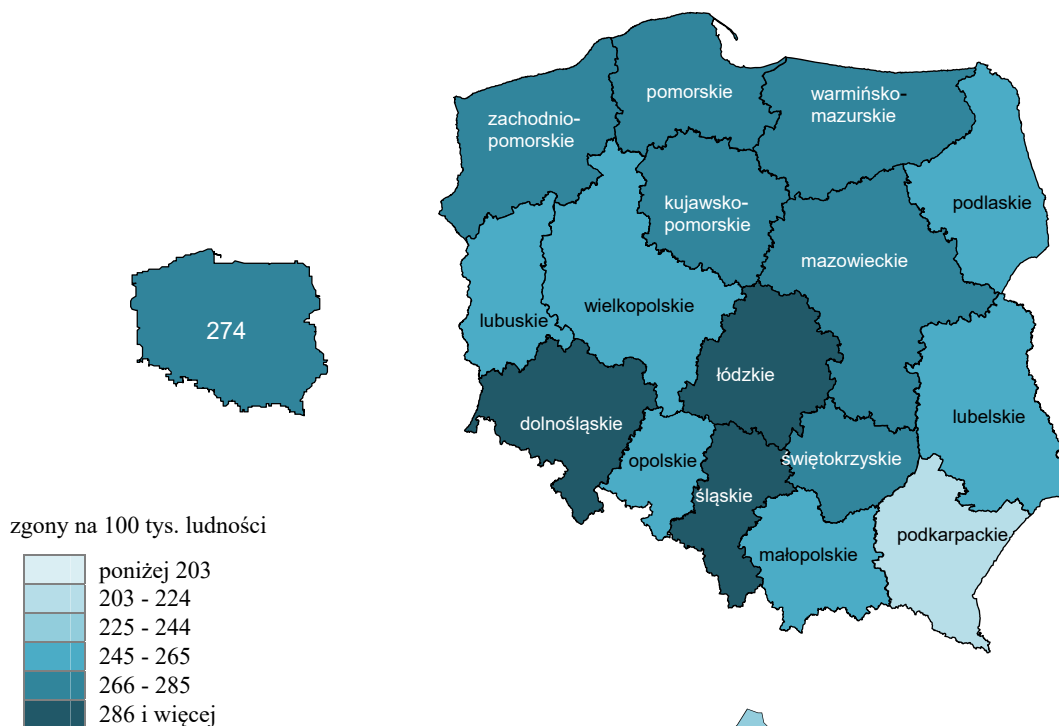 pomorskie
warmińsko-
mazurskie
zachodnio-
pomorskie
kujawsko-
pomorskie
podlaskie
mazowieckie
wielkopolskie
lubuskie
274
łódzkie
dolnośląskie
lubelskie
opolskie
świętokrzyskie
śląskie
podkarpackie
małopolskie
zgony na 100 tys. ludności
poniżej 203
203 - 224
225 - 244
245 - 265
266 - 285
286 i więcej